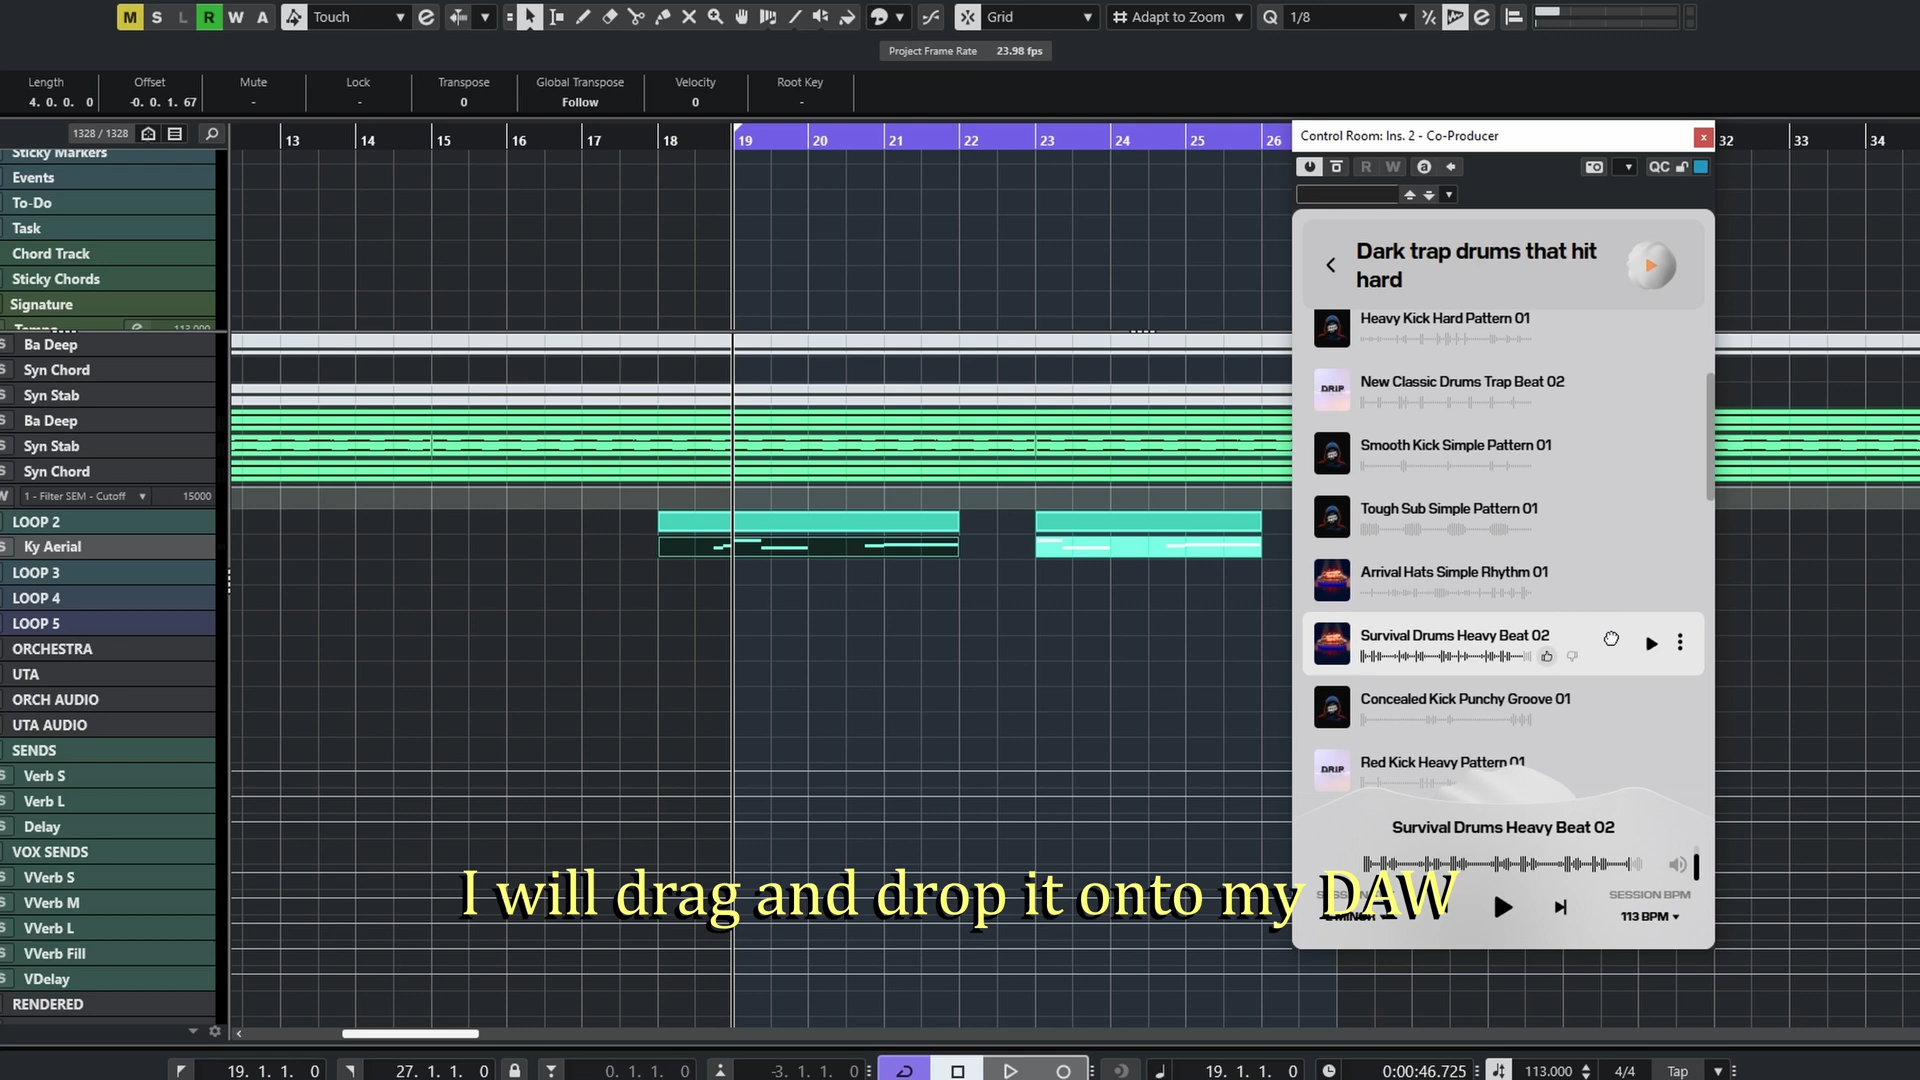 M S L R W A Touch Grid Adapt to Zoom Q 1/8
Project Frame Rate 23.98 fps
Length Offset Mute Lock Transpose Global Transpose Velocity Root Key
4. 0. 0. 0 -0. 0. 1. 67 - - 0 Follow 0 -
1328 / 1328
13 14 15 16 17 18 19 20 21 22 23 24 25 26 32 33 34
Control Room: Ins. 2 - Co-Producer
R W a QC
Sticky Markers
Events
To-Do
Task
Chord Track
Sticky Chords
Signature
Tempo 113.000
Ba Deep
Syn Chord
Syn Stab
Ba Deep
Syn Stab
Syn Chord
1 - Filter SEM - Cutoff 15000
LOOP 2
Ky Aerial
LOOP 3
LOOP 4
LOOP 5
ORCHESTRA
UTA
ORCH AUDIO
UTA AUDIO
SENDS
Verb S
Verb L
Delay
VOX SENDS
VVerb S
VVerb M
VVerb L
VVerb Fill
VDelay
RENDERED
Dark trap drums that hit
hard
Heavy Kick Hard Pattern 01
DRIP
New Classic Drums Trap Beat 02
Smooth Kick Simple Pattern 01
Tough Sub Simple Pattern 01
Arrival Hats Simple Rhythm 01
Survival Drums Heavy Beat 02
Concealed Kick Punchy Groove 01
DRIP
Red Kick Heavy Pattern 01
Survival Drums Heavy Beat 02
SESSION BPM
113 BPM
I will drag and drop it onto my DAW
19. 1. 1. 0 27. 1. 1. 0 0. 1. 1. 0 -3. 1. 1. 0 19. 1. 1. 0 0:00:46.725 113.000 4/4 Tap